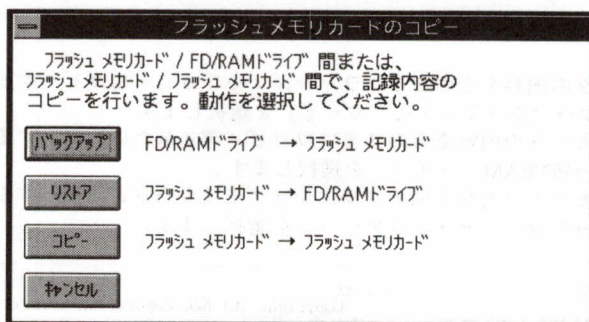 フラッシュメモリカードのコピー
フラッシュ メモリカード / FD/RAMドライブ 間または、
フラッシュ メモリカード / フラッシュ メモリカード 間で、記録内容の
コピーを行います。動作を選択してください。
バックアップ FD/RAMドライブ → フラッシュ メモリカード
リストア フラッシュ メモリカード → FD/RAMドライブ
コピー フラッシュ メモリカード → フラッシュ メモリカード
キャンセル